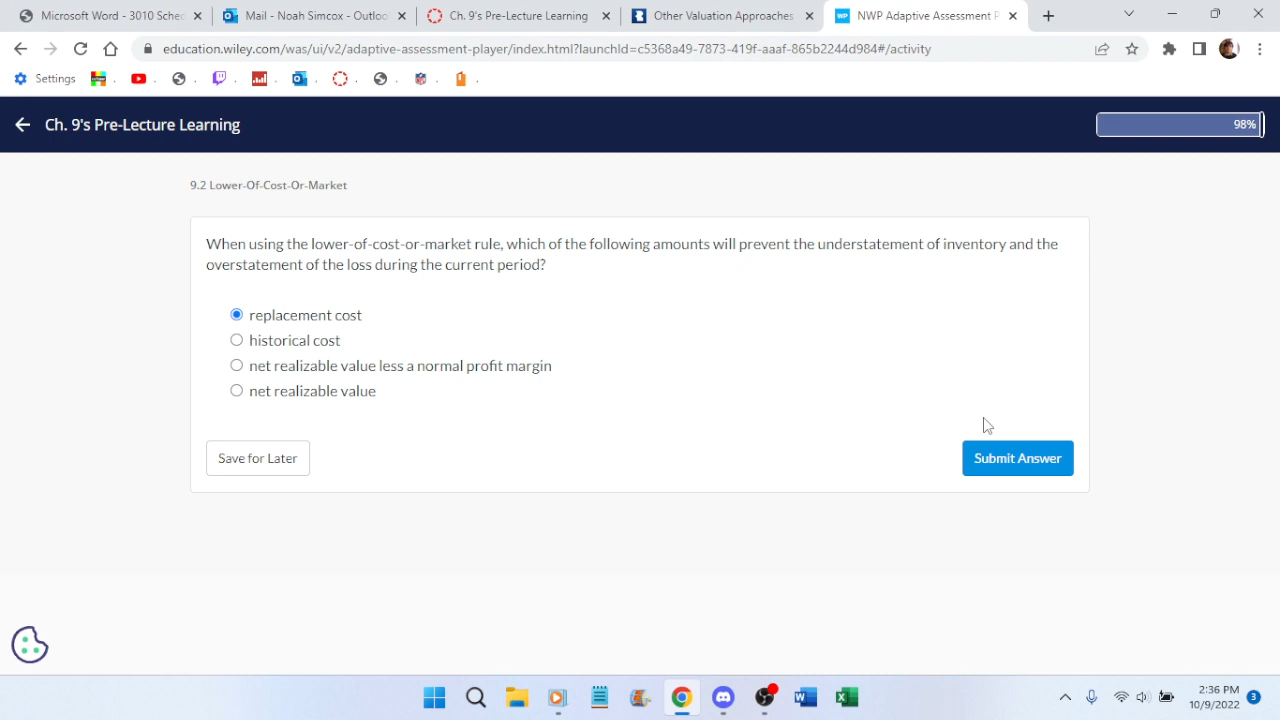 Microsoft Word - 3010 Sched
Mail - Noah Simcox - Outloo
Ch. 9's Pre-Lecture Learning
Other Valuation Approaches
NWP Adaptive Assessment P
education.wiley.com/was/ui/v2/adaptive-assessment-player/index.html?launchId=c5368a49-7873-419f-aaaf-865b2244d984#/activity
Settings
Ch. 9's Pre-Lecture Learning
98%
9.2 Lower-Of-Cost-Or-Market
When using the lower-of-cost-or-market rule, which of the following amounts will prevent the understatement of inventory and the
overstatement of the loss during the current period?
replacement cost
historical cost
net realizable value less a normal profit margin
net realizable value
Save for Later
Submit Answer
2:36 PM
10/9/2022
3